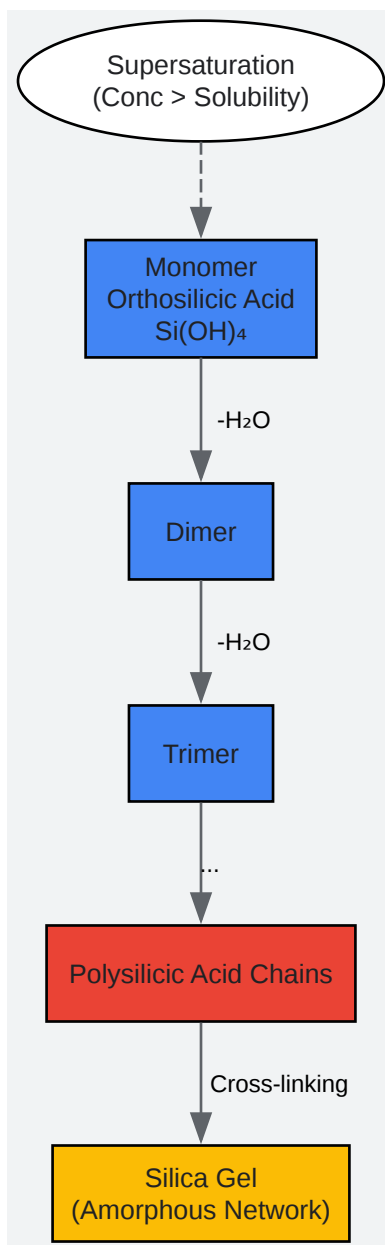 Supersaturation
(Conc > Solubility)
Monomer
Orthosilicic Acid
Si(OH)₄
-H₂O
Dimer
-H₂O
Trimer
...
Polysilicic Acid Chains
Cross-linking
Silica Gel
(Amorphous Network)